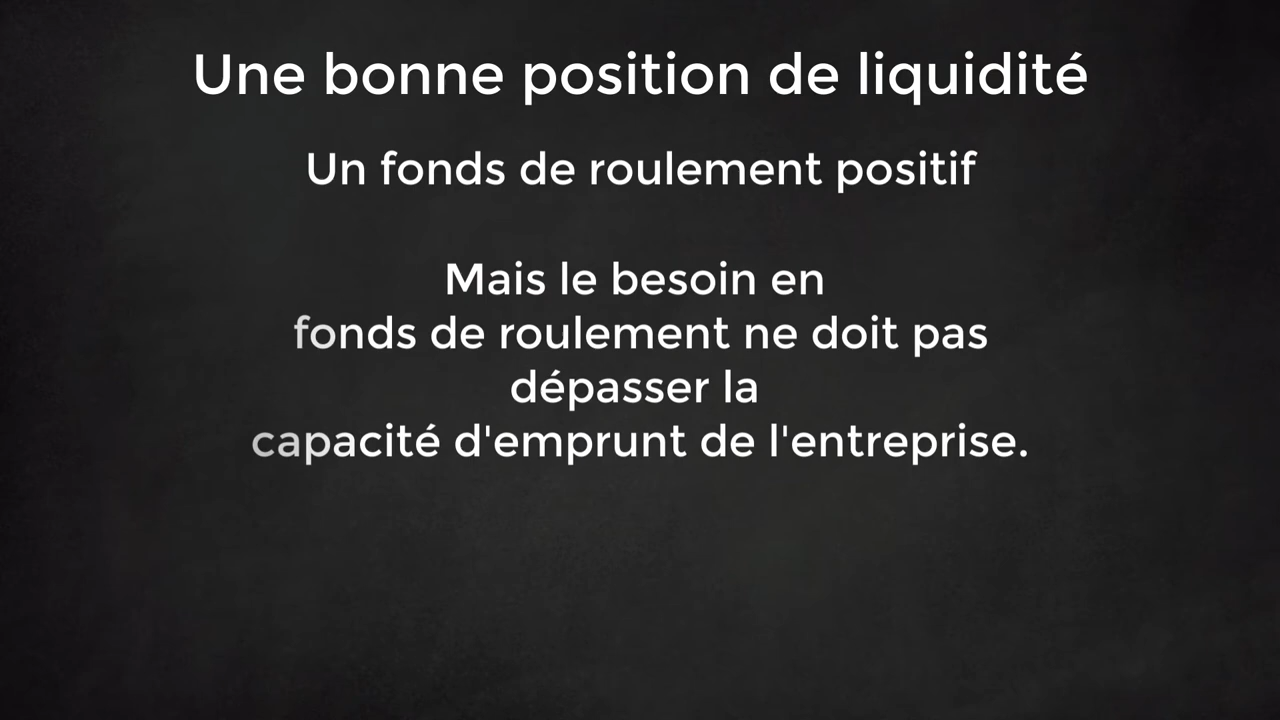 Une bonne position de liquidité
Un fonds de roulement positif
Mais le besoin en
fonds de roulement ne doit pas
dépasser la
capacité d'emprunt de l'entreprise.